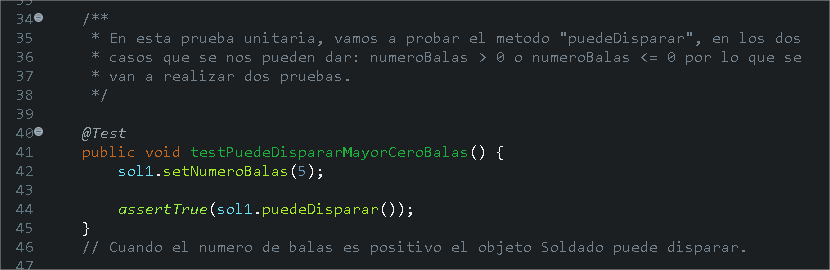 34 /**
35 * En esta prueba unitaria, vamos a probar el metodo "puedeDisparar", en los dos
36 * casos que se nos pueden dar: numeroBalas > 0 o numeroBalas <= 0 por lo que se
37 * van a realizar dos pruebas.
38 */
39
40 @Test
41 public void testPuedeDispararMayorCeroBalas() {
42 sol1.setNumeroBalas(5);
43
44 assertTrue(sol1.puedeDisparar());
45 }
46 // Cuando el numero de balas es positivo el objeto Soldado puede disparar.
47